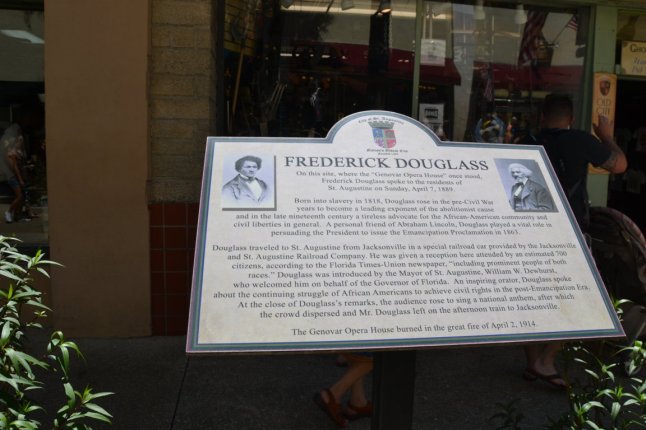 City of St. Augustine
FREDERICK DOUGLASS
On this site, where the "Genovar Opera House" once stood,
Frederick Douglass spoke to the residents of
St. Augustine on Sunday, April 7, 1889.
Born into slavery in 1818, Douglass rose in the pre-Civil War
years to become a leading exponent of the abolitionist cause
and in the late nineteenth century a tireless advocate for the African-American community and
civil liberties in general. A personal friend of Abraham Lincoln, Douglass played a vital role in
persuading the President to issue the Emancipation Proclamation in 1863.
Douglass traveled to St. Augustine from Jacksonville in a special railroad car provided by the Jacksonville
and St. Augustine Railroad Company. He was given a reception here attended by an estimated 700
citizens, according to the Florida Times-Union newspaper, "including prominent people of both
races." Douglass was introduced by the Mayor of St. Augustine, William W. Dewhurst,
who welcomed him on behalf of the Governor of Florida. An inspiring orator, Douglass spoke
about the continuing struggle of African Americans to achieve civil rights in the post-Emancipation Era.
At the close of Douglass's remarks, the audience rose to sing a national anthem, after which
the crowd dispersed and Mr. Douglass left on the afternoon train to Jacksonville.
The Genovar Opera House burned in the great fire of April 2, 1914.
OLD